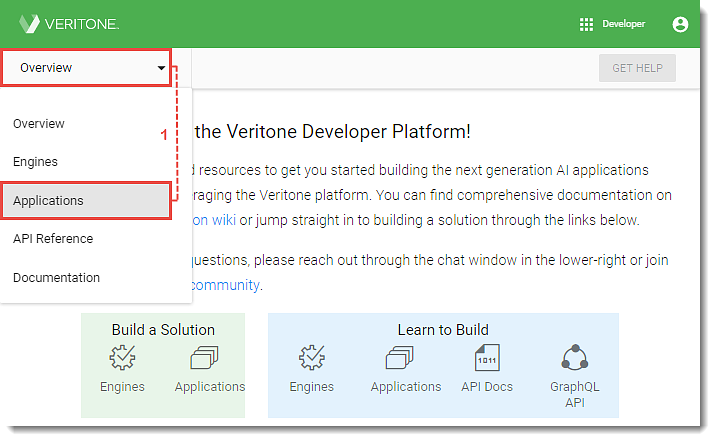 VERITONE.
Developer
Overview
GET HELP
Overview
Engines
Applications
API Reference
Documentation
1
the Veritone Developer Platform!
d resources to get you started building the next generation AI applications
raging the Veritone platform. You can find comprehensive documentation on
on wiki or jump straight in to building a solution through the links below.
questions, please reach out through the chat window in the lower-right or join
community.
Build a Solution
Engines
Applications
Learn to Build
Engines
Applications
1011
API Docs
GraphQL
API